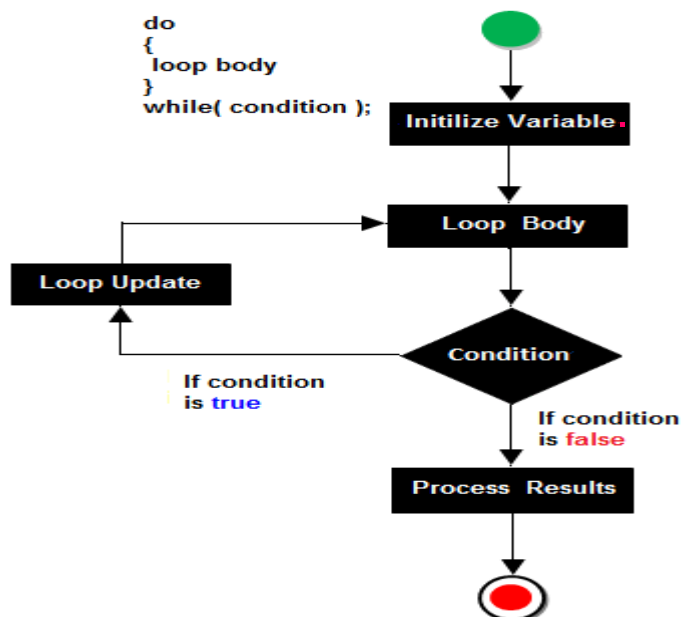 do
{
loop body
}
while( condition );
Initilize Variable.
Loop Body
Loop Update
Condition
If condition
is true
If condition
is false
Process Results